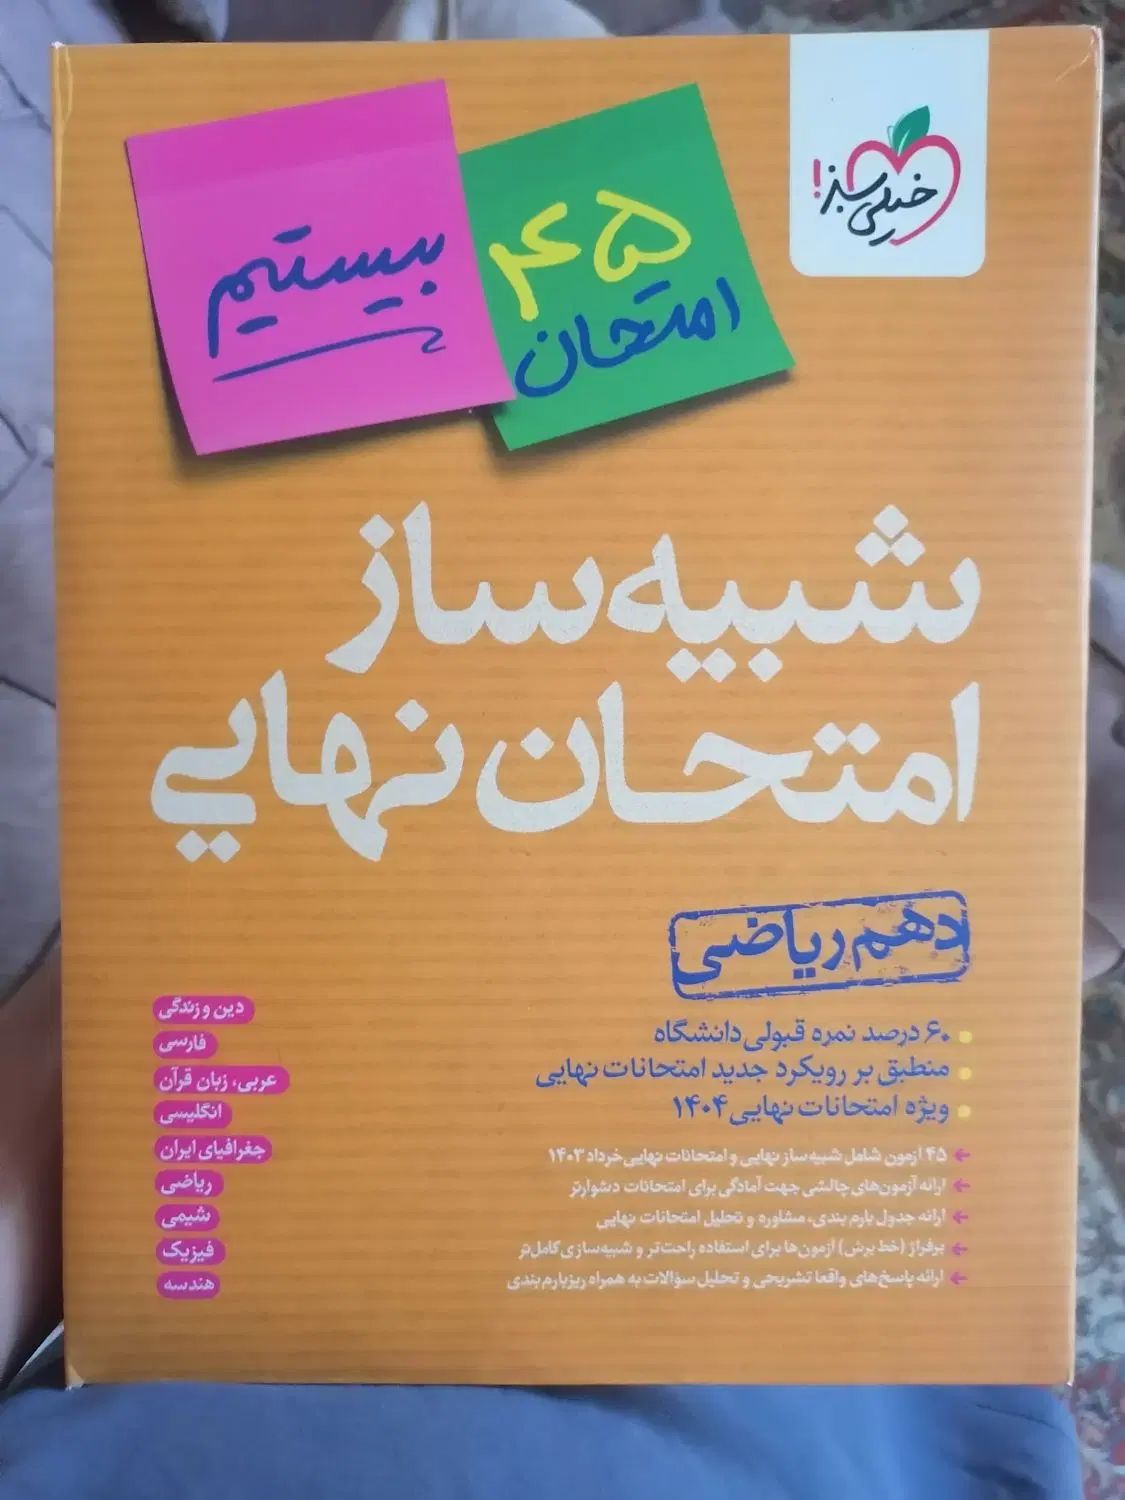 خیلی سبز!
۴۵
امتحان
بیستیم
شبیه‌ساز
امتحان نهایی
دهم ریاضی
۶۰ درصد نمره قبولی دانشگاه
منطبق بر رویکرد جدید امتحانات نهایی
ویژه امتحانات نهایی ۱۴۰۴
۴۵ آزمون شامل شبیه‌ساز نهایی و امتحانات نهایی خرداد ۱۴۰۳
ارائه آزمون‌های چالشی جهت آمادگی برای امتحانات دشوارتر
ارائه جدول بارم بندی، مشاوره و تحلیل امتحانات نهایی
پرفراژ (خط برش) آزمون‌ها برای استفاده راحت‌تر و شبیه‌سازی کامل‌تر
ارائه پاسخ‌های واقعا تشریحی و تحلیل سؤالات به همراه ریزبارم‌بندی
دین و زندگی
فارسی
عربی، زبان قرآن
انگلیسی
جغرافیای ایران
ریاضی
شیمی
فیزیک
هندسه